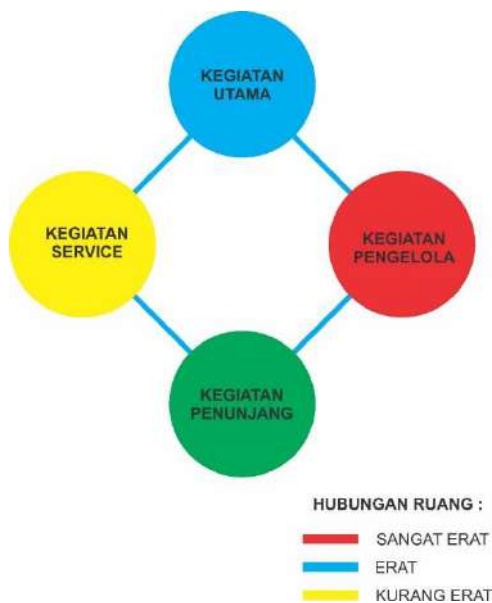 KEGIATAN
UTAMA
KEGIATAN
SERVICE
KEGIATAN
PENGELOLA
KEGIATAN
PENUNJANG
HUBUNGAN RUANG :
SANGAT ERAT
ERAT
KURANG ERAT